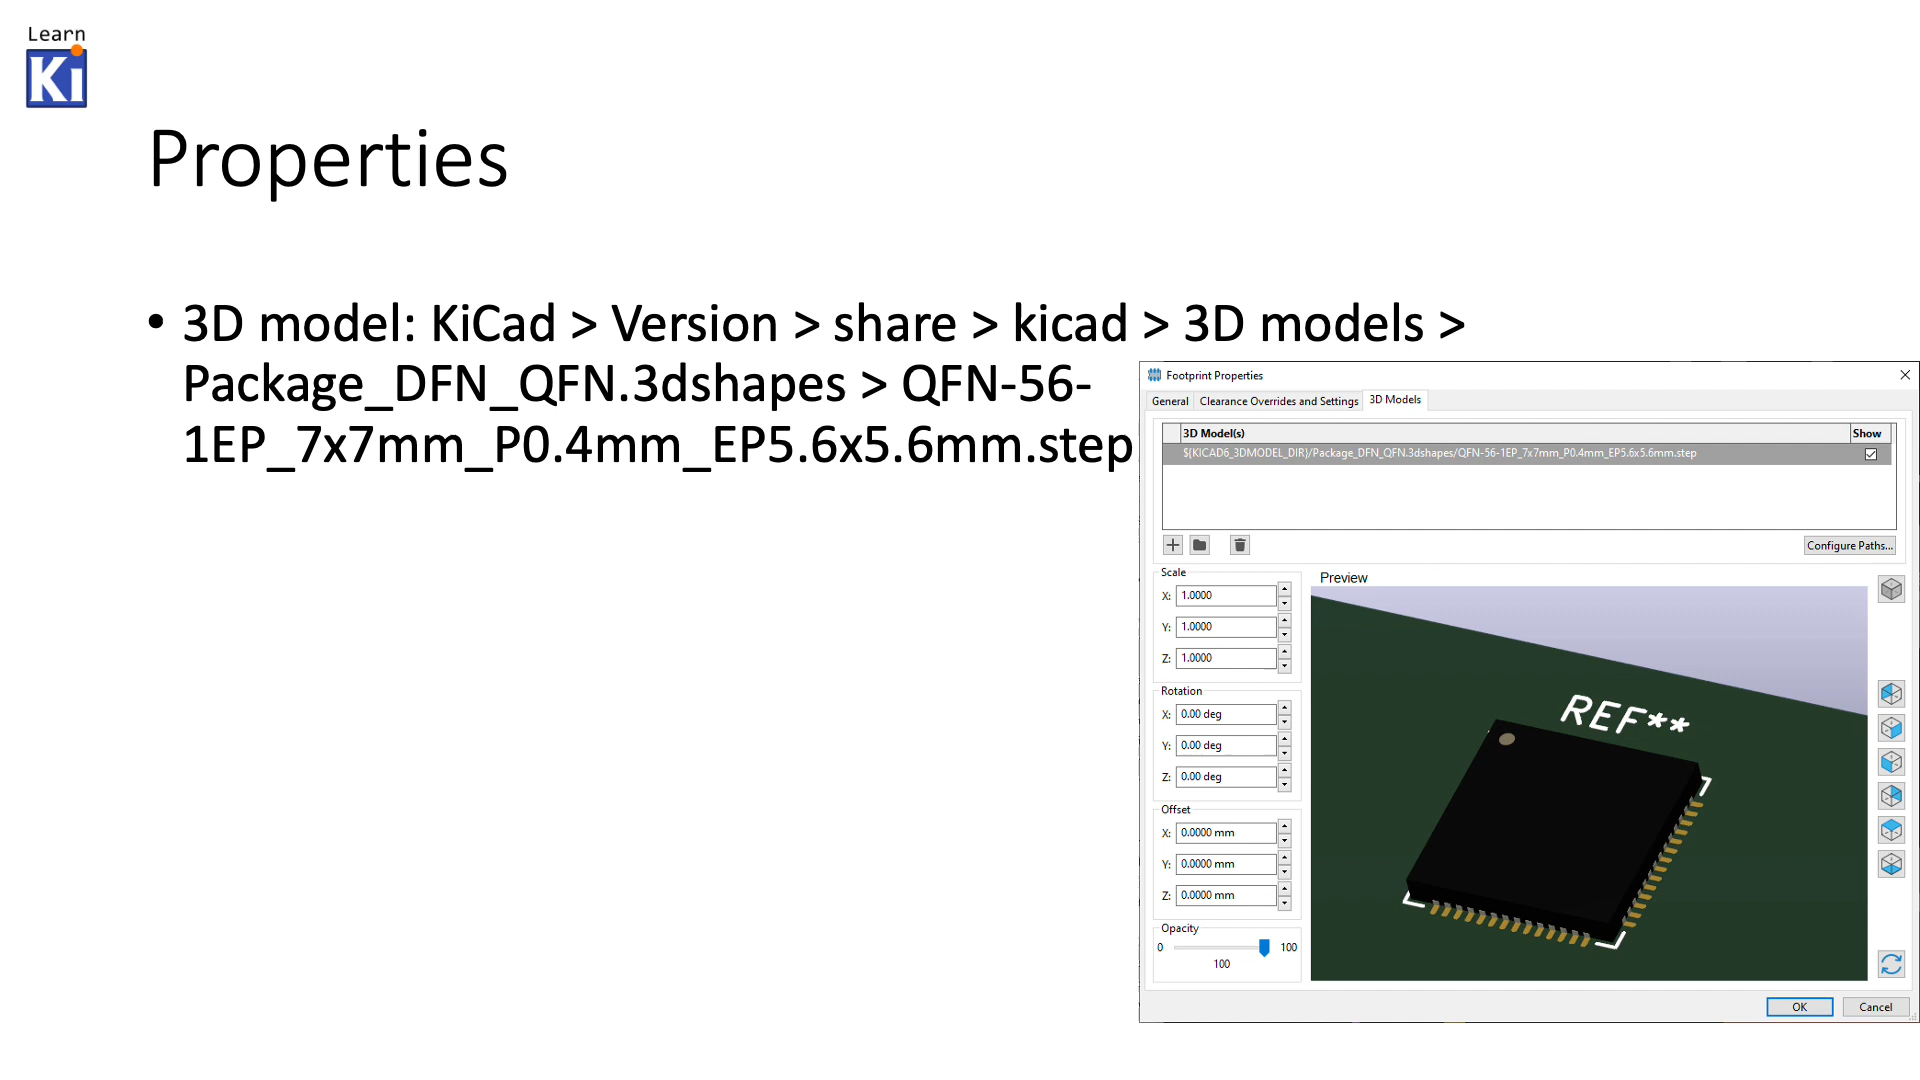 Learn
Ki
Properties
• 3D model: KiCad > Version > share > kicad > 3D models >
Package_DFN_QFN.3dshapes > QFN-56-
1EP_7x7mm_P0.4mm_EP5.6x5.6mm.step
Footprint Properties
General Clearance Overrides and Settings 3D Models
3D Model(s) Show
${KICAD6_3DMODEL_DIR}/Package_DFN_QFN.3dshapes/QFN-56-1EP_7x7mm_P0.4mm_EP5.6x5.6mm.step
Configure Paths...
Scale
X: 1.0000
Y: 1.0000
Z: 1.0000
Rotation
X: 0.00 deg
Y: 0.00 deg
Z: 0.00 deg
Offset
X: 0.0000 mm
Y: 0.0000 mm
Z: 0.0000 mm
Opacity
0 100
100
Preview
REF**
OK Cancel